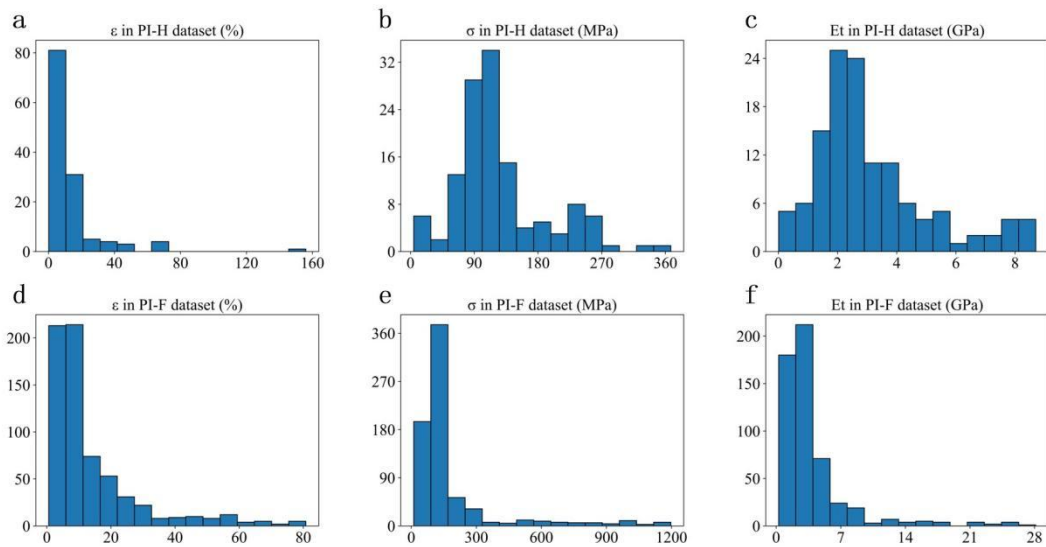 a
ε in PI-H dataset (%)
80
60
40
20
0
0 40 80 120 160
b
σ in PI-H dataset (MPa)
32
24
16
8
0
0 90 180 270 360
c
Et in PI-H dataset (GPa)
24
18
12
6
0
0 2 4 6 8
d
ε in PI-F dataset (%)
200
150
100
50
0
0 20 40 60 80
e
σ in PI-F dataset (MPa)
360
270
180
90
0
0 300 600 900 1200
f
Et in PI-F dataset (GPa)
200
150
100
50
0
0 7 14 21 28